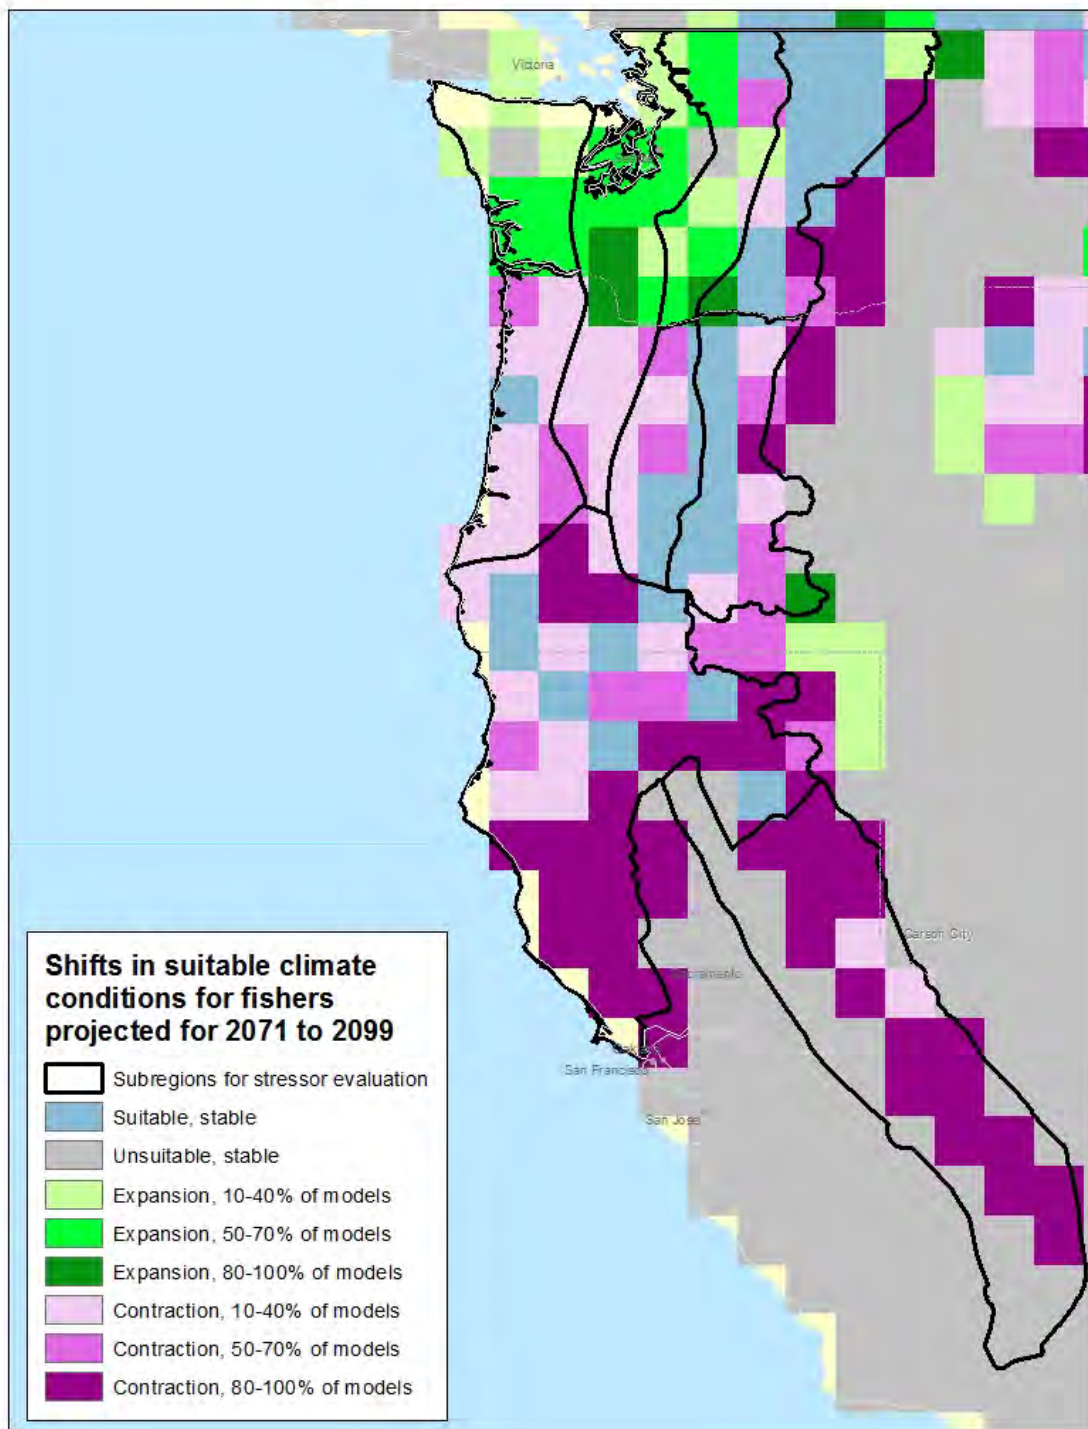 Victoria
Carson City
Sacramento
San Francisco
San Jose
Shifts in suitable climate
conditions for fishers
projected for 2071 to 2099
Subregions for stressor evaluation
Suitable, stable
Unsuitable, stable
Expansion, 10-40% of models
Expansion, 50-70% of models
Expansion, 80-100% of models
Contraction, 10-40% of models
Contraction, 50-70% of models
Contraction, 80-100% of models